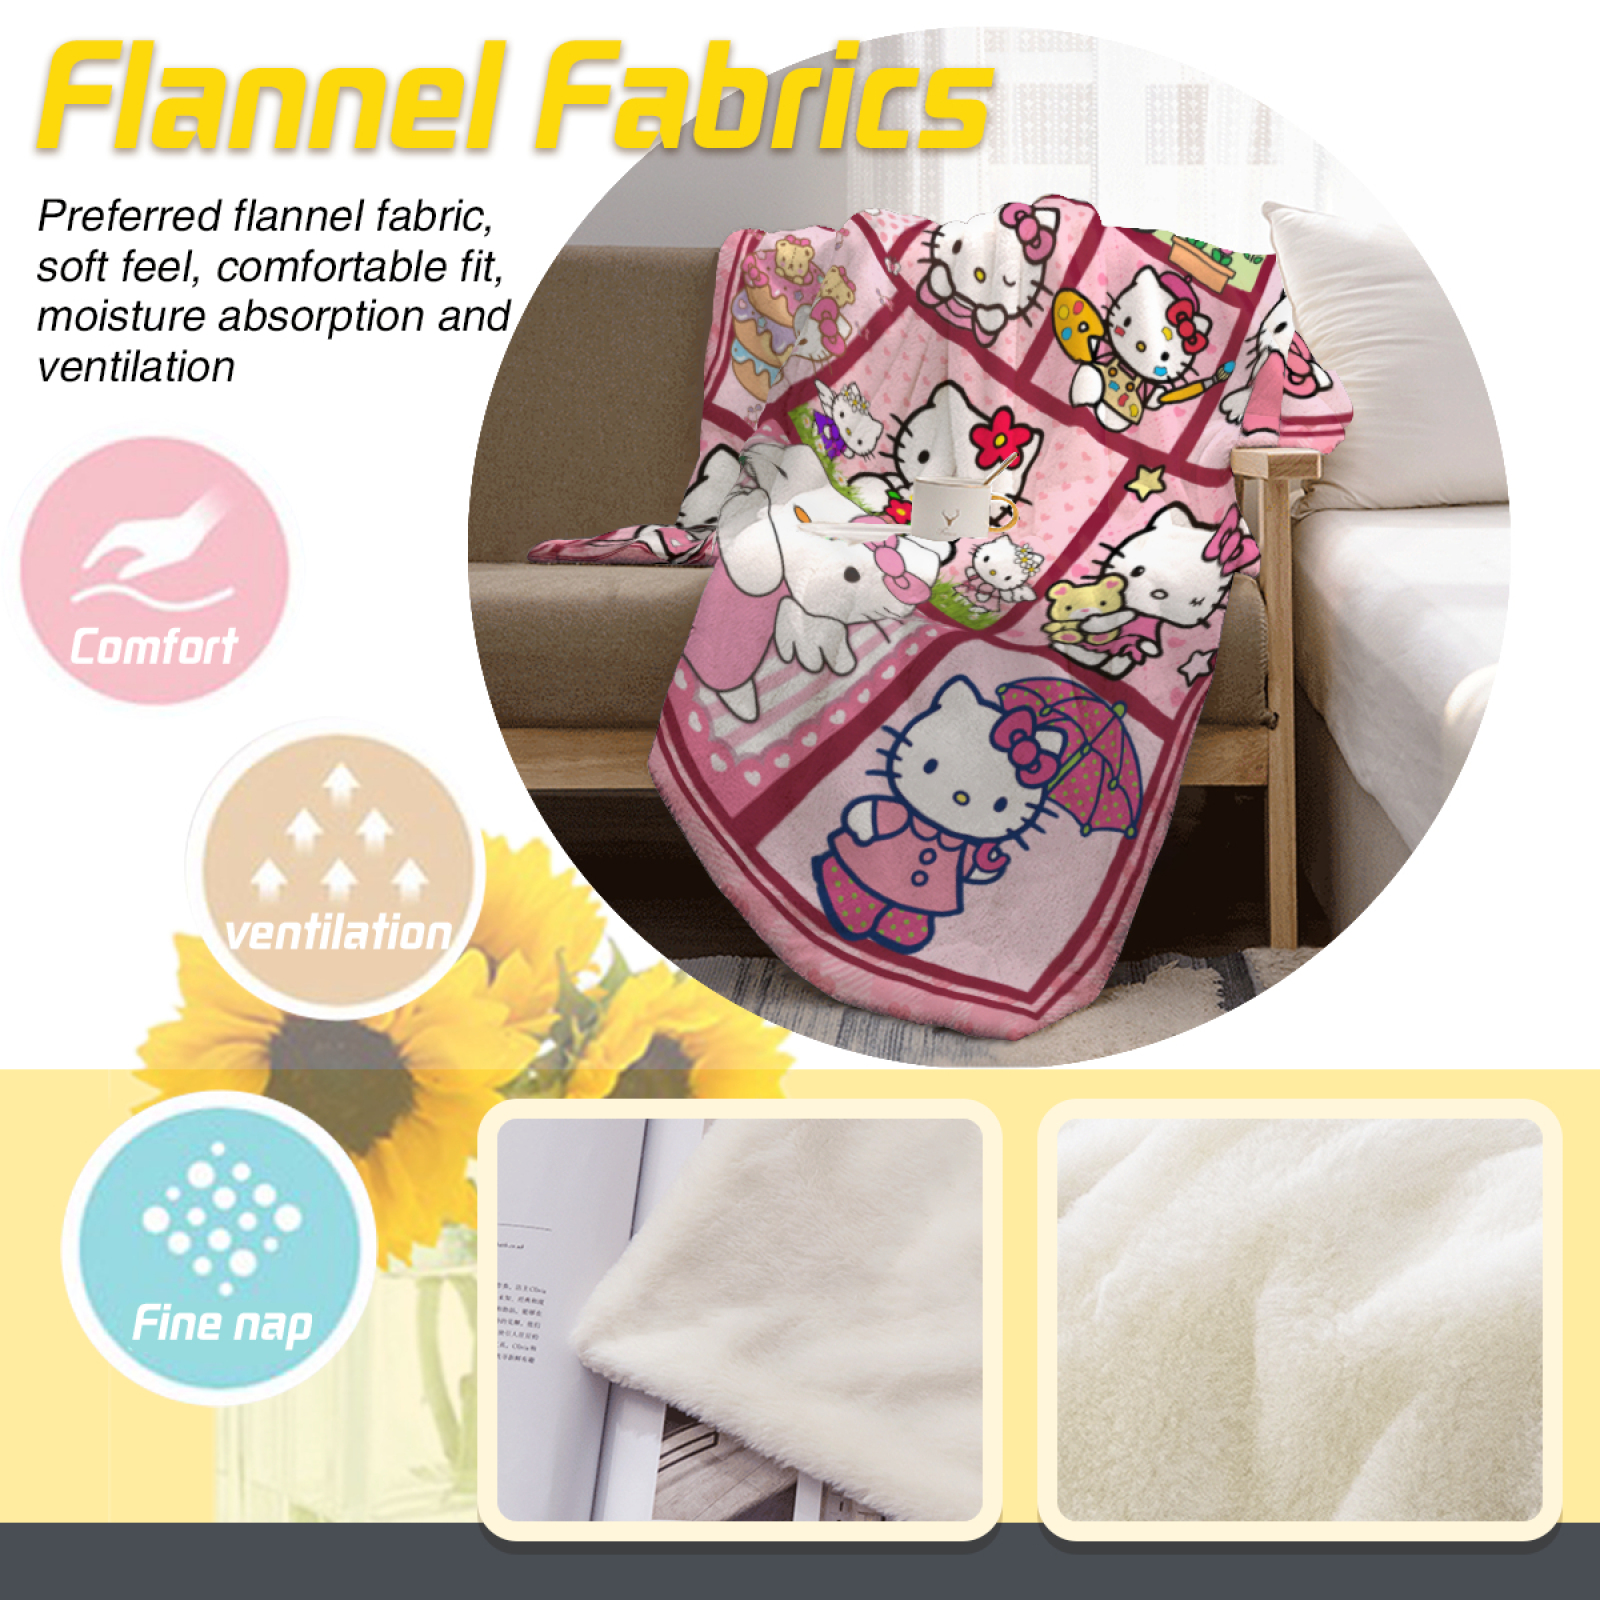 Flannel Fabrics
Preferred flannel fabric,
soft feel, comfortable fit,
moisture absorption and
ventilation
Comfort
ventilation
Fine nap